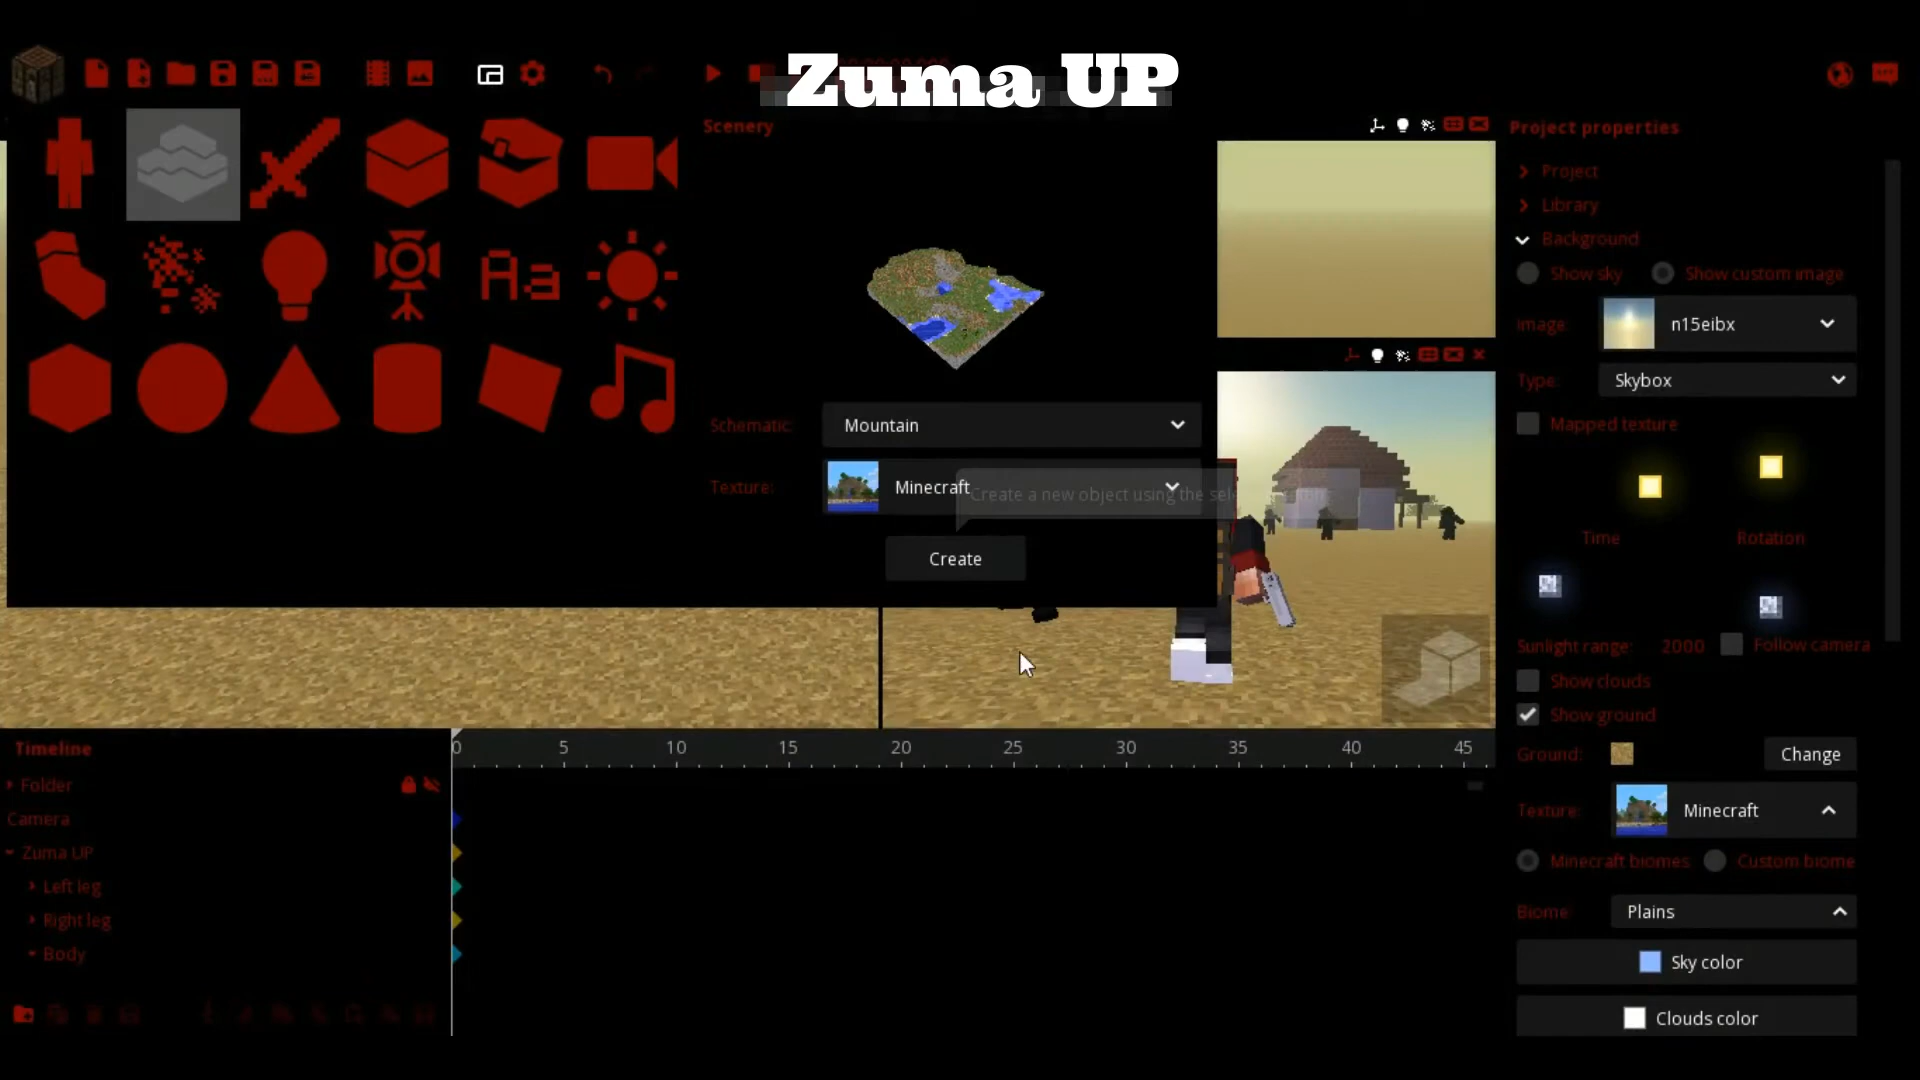 Zuma UP
Scenery
Schematic:
Mountain
Texture:
Minecraft
Create a new object using the sel
Create
Project properties
Project
Library
Background
Show sky
Show custom image
Image:
n15eibx
Type:
Skybox
Mapped texture
Time
Rotation
Sunlight range:
2000
Follow camera
Show clouds
Show ground
Ground:
Change
Texture:
Minecraft
Minecraft biomes
Custom biome
Biome:
Plains
Sky color
Clouds color
Timeline
0 5 10 15 20 25 30 35 40 45
Folder
Camera
Zuma UP
Left leg
Right leg
Body